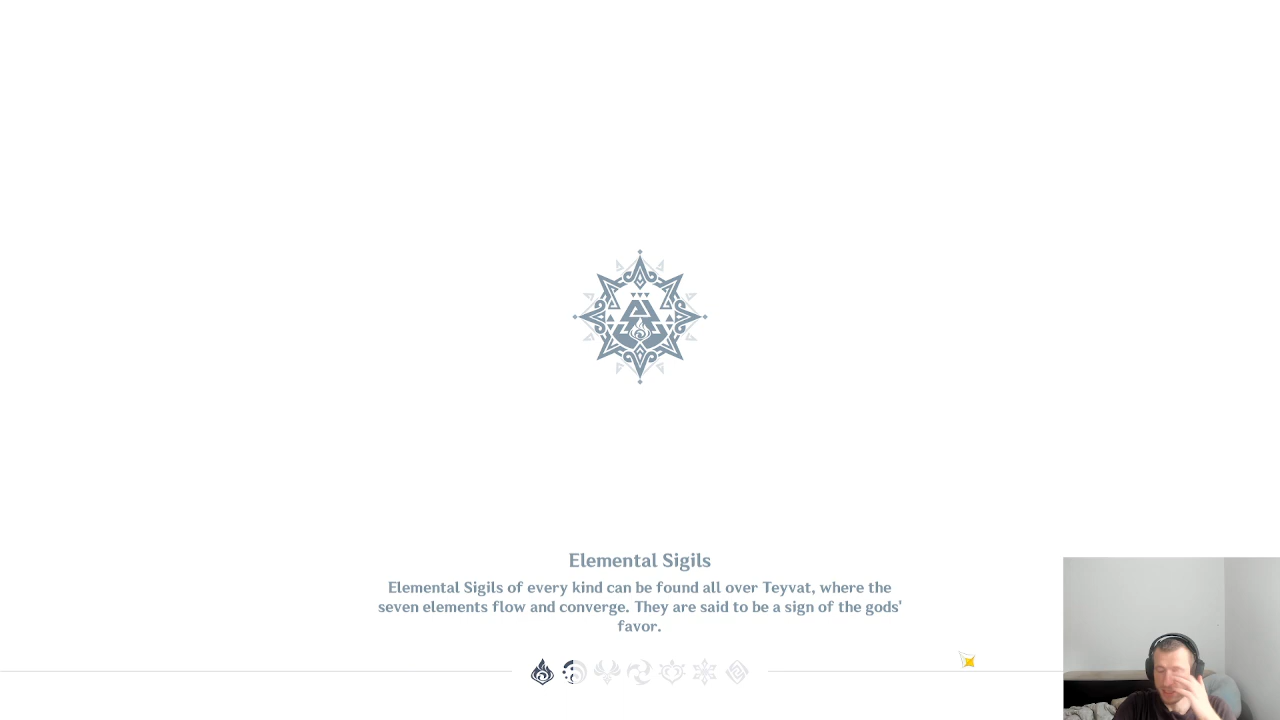 Elemental Sigils
Elemental Sigils of every kind can be found all over Teyvat, where the
seven elements flow and converge. They are said to be a sign of the gods'
favor.